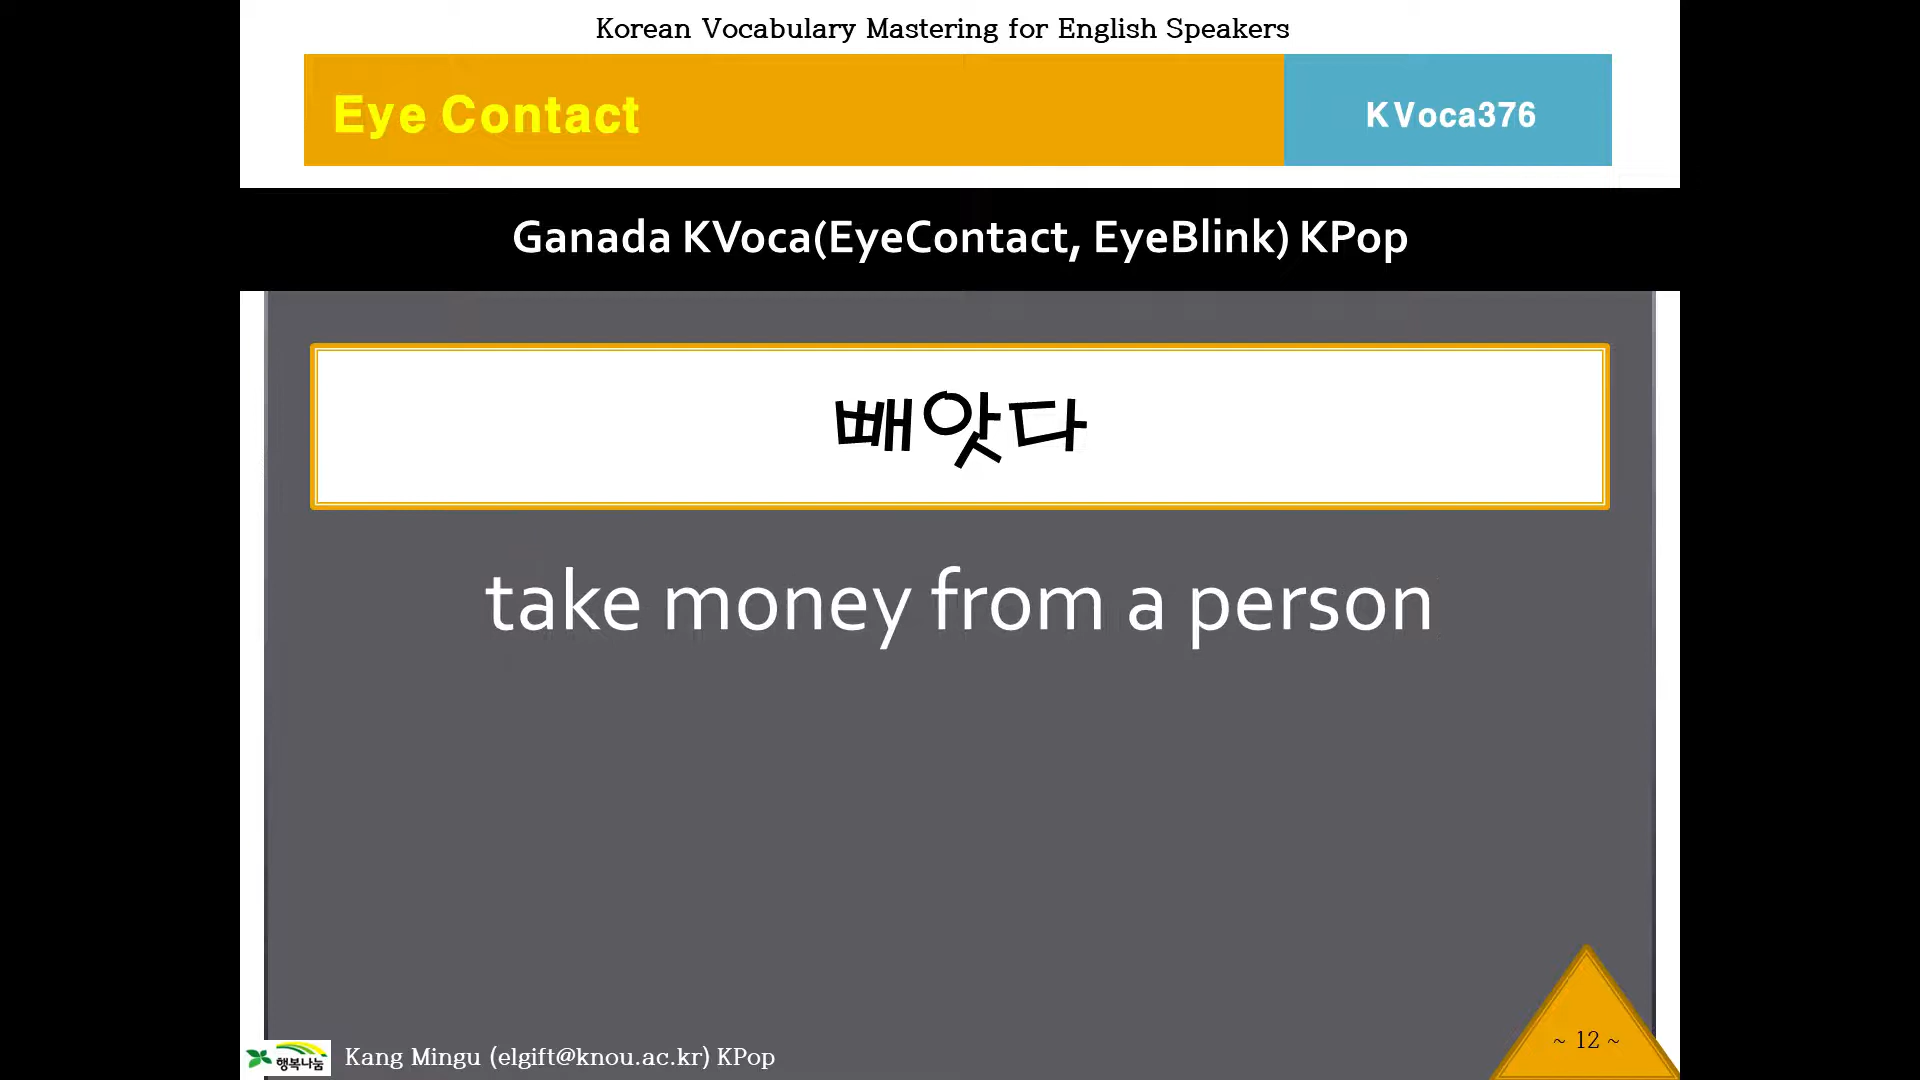 Korean Vocabulary Mastering for English Speakers
Eye Contact
KVoca376
Ganada KVoca(EyeContact, EyeBlink) KPop
빼앗다
take money from a person
~ 12 ~
행복나눔
Kang Mingu (elgift@knou.ac.kr) KPop